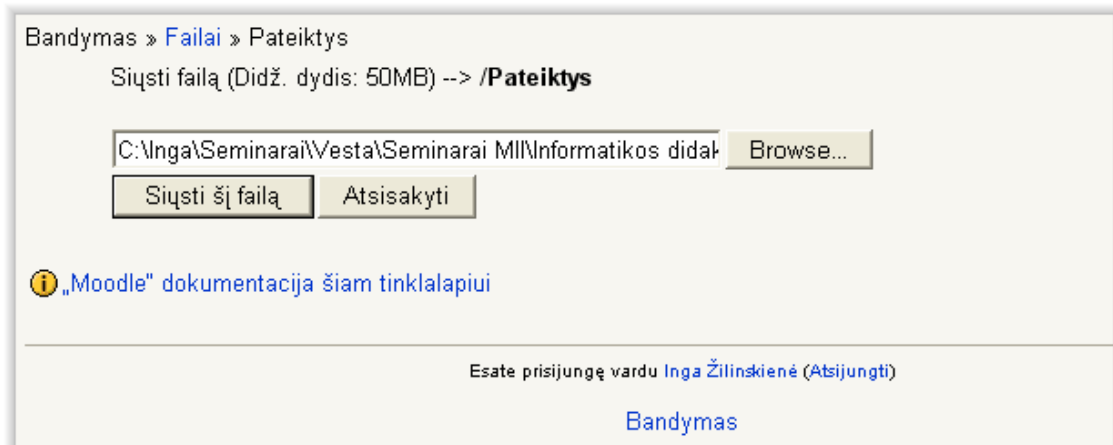 Bandymas » Failai » Pateiktys
Siųsti failą (Didž. dydis: 50MB) --> /Pateiktys
C:\Inga\Seminarai\Vesta\Seminarai MII\Informatikos didak Browse...
Siųsti šį failą Atsisakyti
„Moodle" dokumentacija šiam tinklalapiui
Esate prisijungę vardu Inga Žilinskienė (Atsijungti)
Bandymas